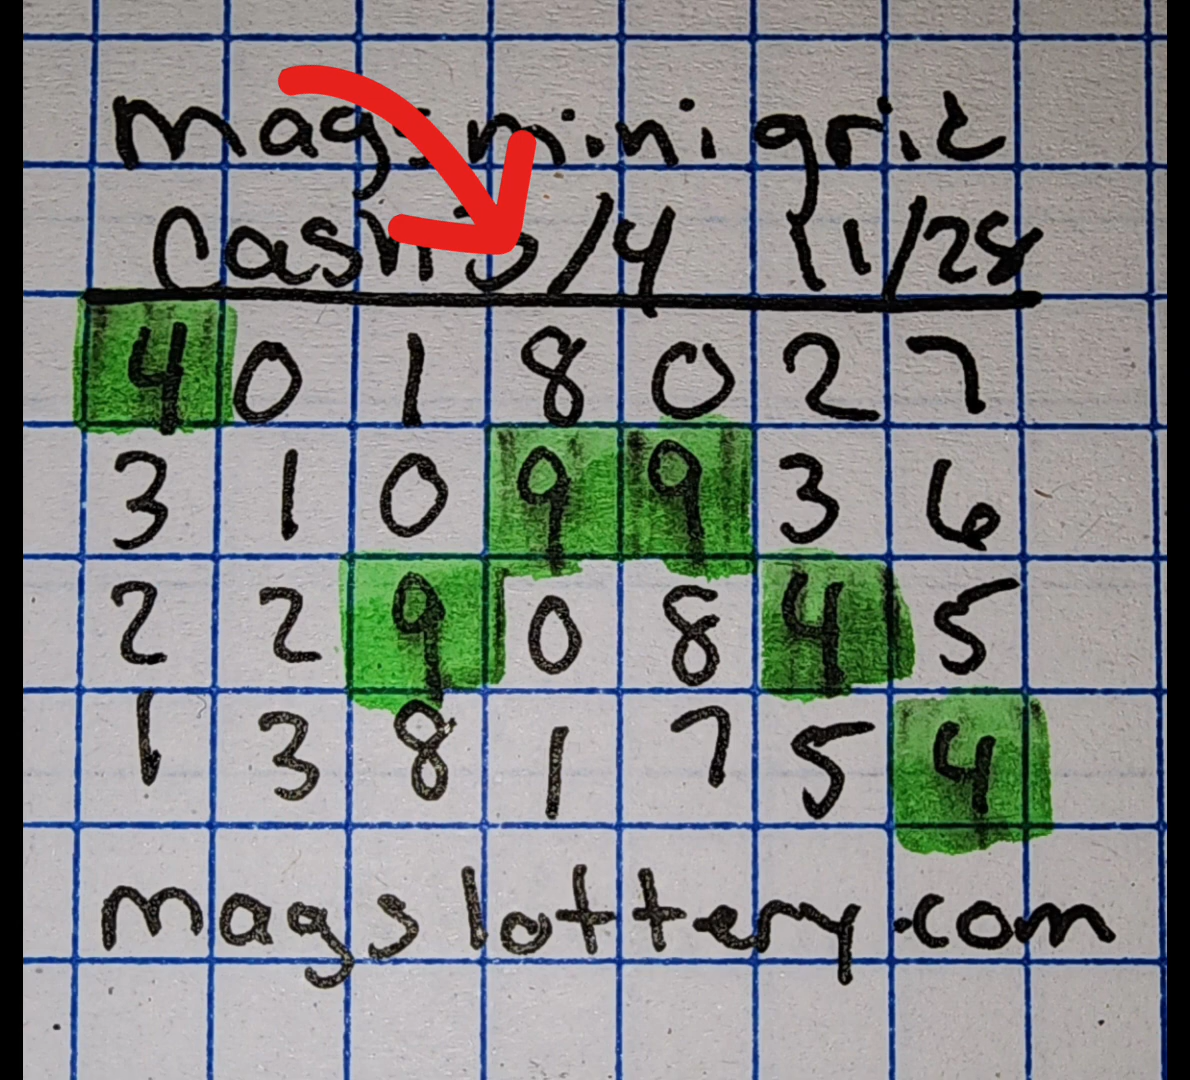 mags mini grid
Cash 3/4 11/28
4 0 1 8 0 2 7
3 1 0 9 9 3 6
2 2 9 0 8 4 5
1 3 8 1 7 5 4
magslottery.com